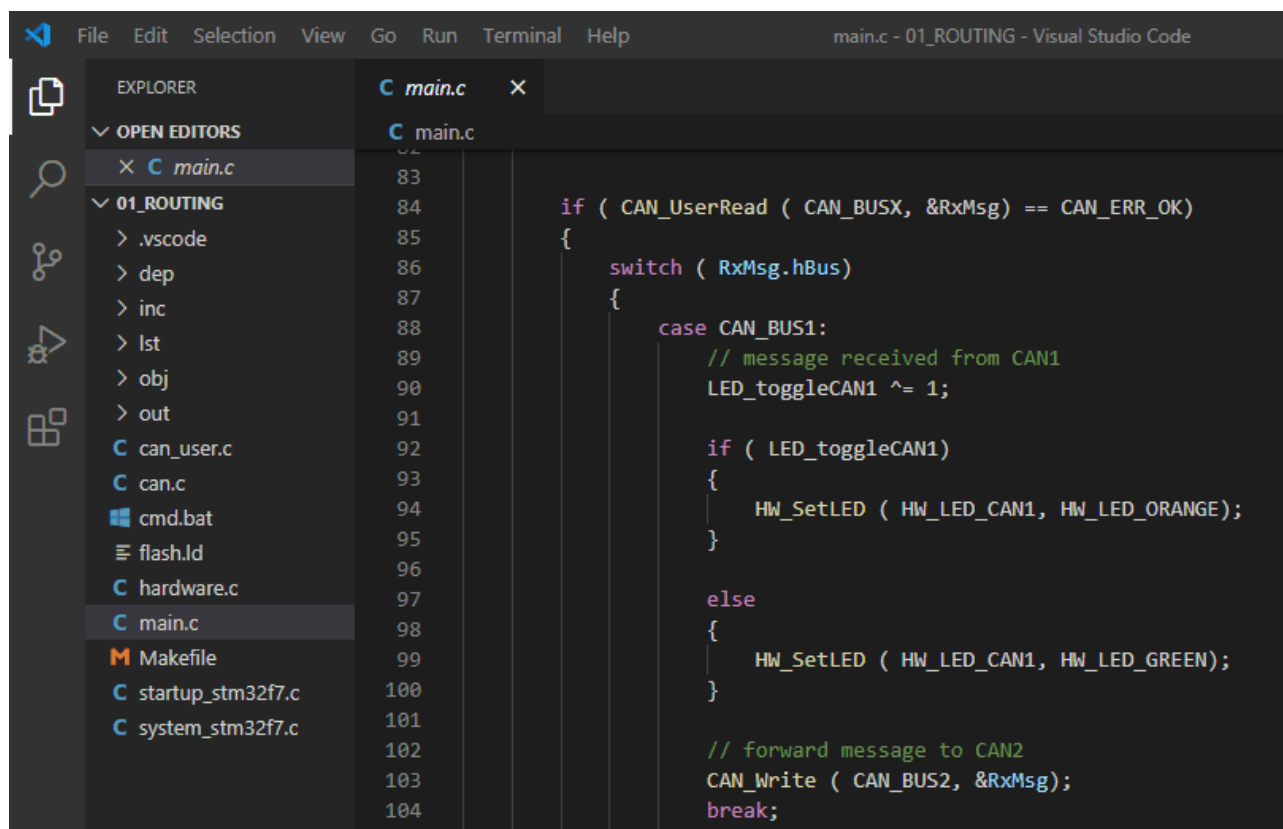 File Edit Selection View Go Run Terminal Help main.c - 01_ROUTING - Visual Studio Code
EXPLORER
OPEN EDITORS
C main.c
01_ROUTING
.vscode
dep
inc
lst
obj
out
C can_user.c
C can.c
cmd.bat
flash.ld
C hardware.c
C main.c
M Makefile
C startup_stm32f7.c
C system_stm32f7.c
C main.c
C main.c
82
83
84 if ( CAN_UserRead ( CAN_BUSX, &RxMsg) == CAN_ERR_OK)
85 {
86 switch ( RxMsg.hBus)
87 {
88 case CAN_BUS1:
89 // message received from CAN1
90 LED_toggleCAN1 ^= 1;
91
92 if ( LED_toggleCAN1)
93 {
94 HW_SetLED ( HW_LED_CAN1, HW_LED_ORANGE);
95 }
96
97 else
98 {
99 HW_SetLED ( HW_LED_CAN1, HW_LED_GREEN);
100 }
101
102 // forward message to CAN2
103 CAN_Write ( CAN_BUS2, &RxMsg);
104 break;